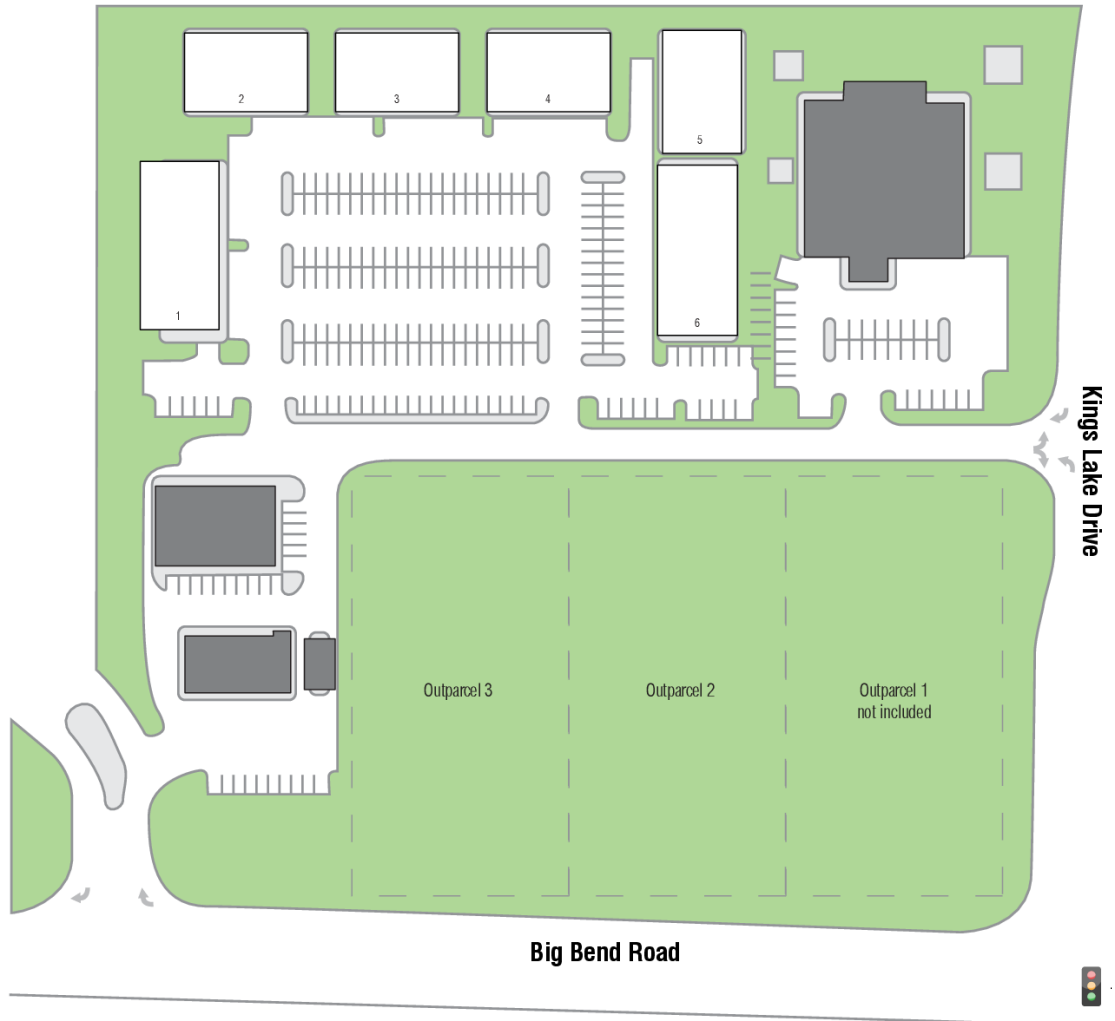 2
3
4
5
1
6
Kings Lake Drive
Outparcel 3
Outparcel 2
Outparcel 1
not included
Big Bend Road